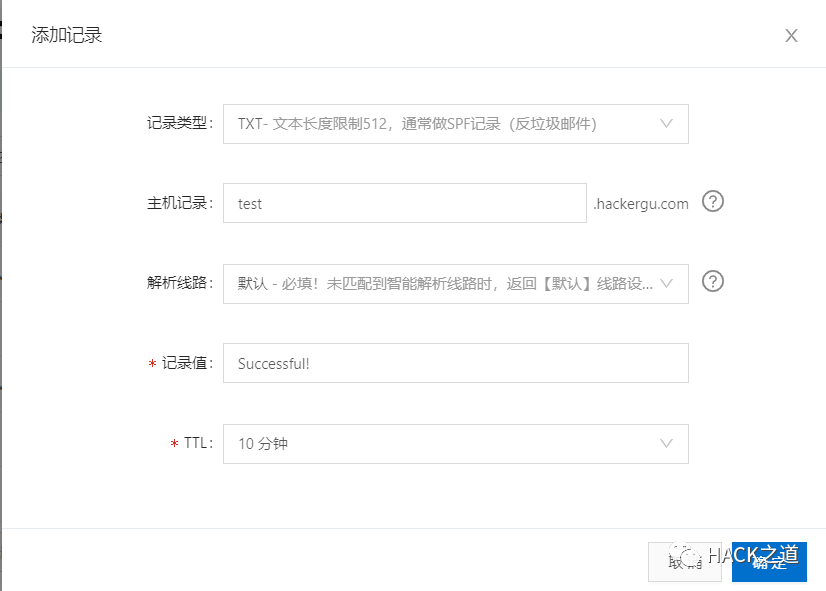 添加记录
记录类型: TXT- 文本长度限制512，通常做SPF记录（反垃圾邮件）
主机记录: test .hackergu.com
解析线路: 默认 - 必填！未匹配到智能解析线路时，返回【默认】线路设...
* 记录值: Successful!
* TTL: 10 分钟
取消 确定
HACK之道